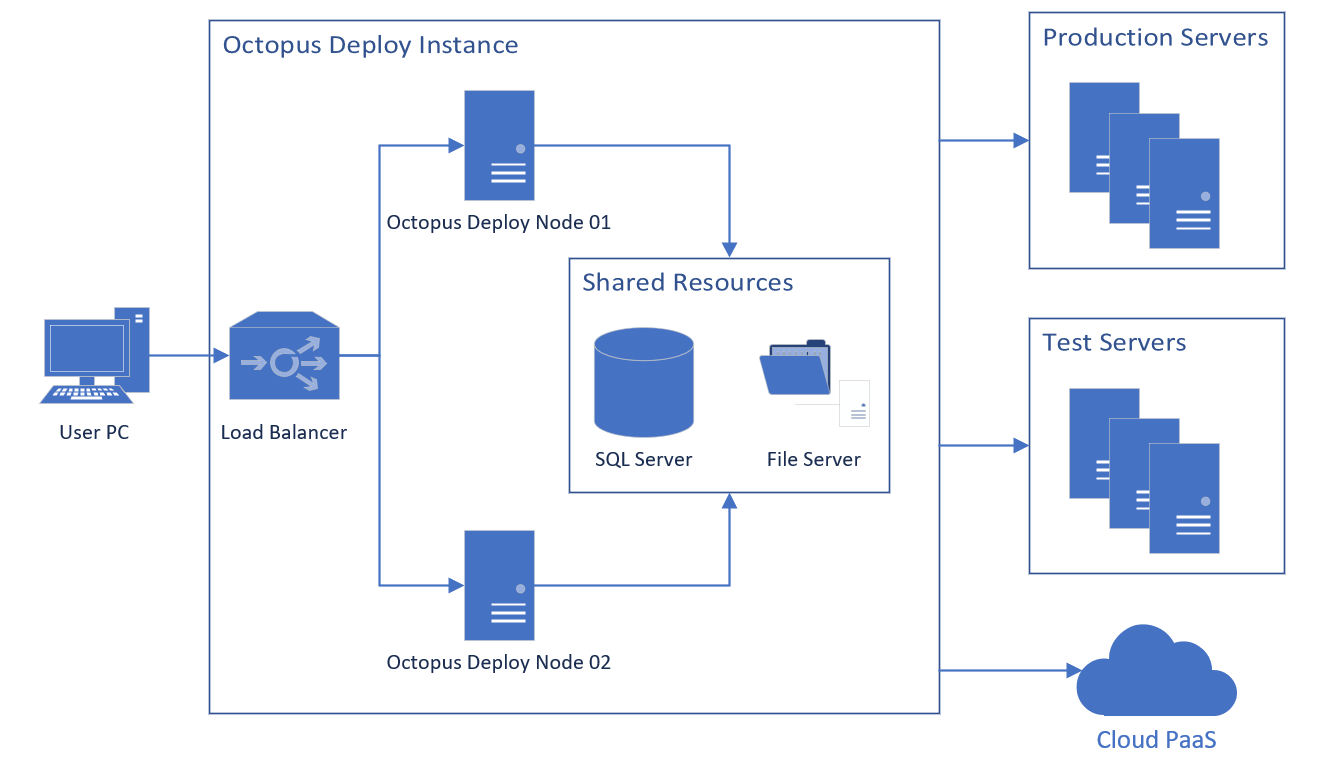 Octopus Deploy Instance
Production Servers
Octopus Deploy Node 01
Shared Resources
Test Servers
User PC
Load Balancer
SQL Server
File Server
Octopus Deploy Node 02
Cloud PaaS